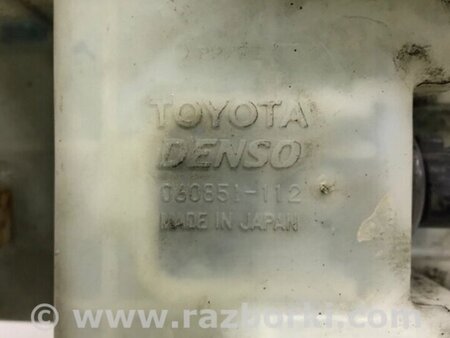 TOYOTA
DENSO
060851-112
MADE IN JAPAN
© www.razborki.com